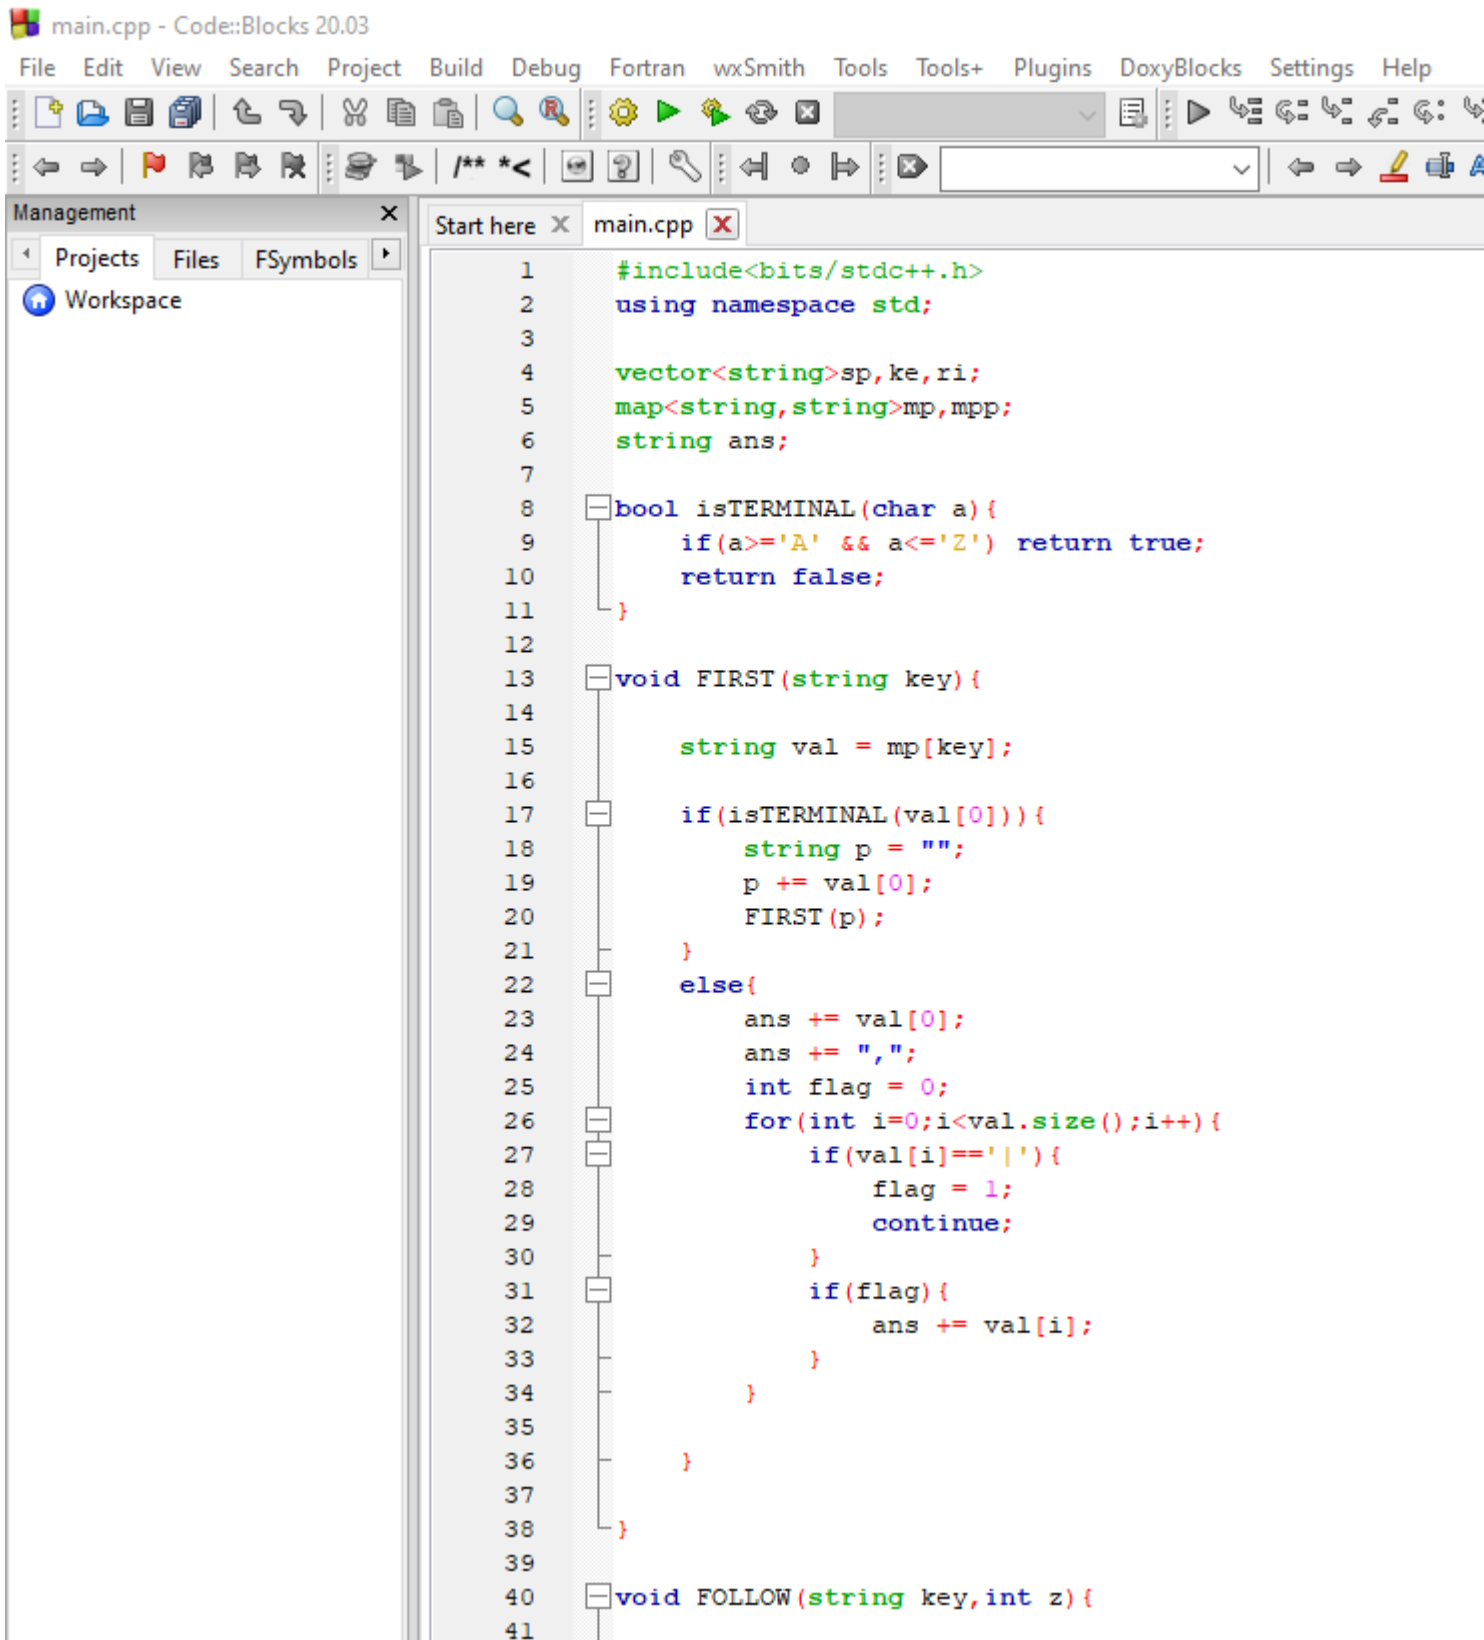 main.cpp - Code::Blocks 20.03
File Edit View Search Project Build Debug Fortran wxSmith Tools Tools+ Plugins DoxyBlocks Settings Help
/** *<
Management
Start here main.cpp
Projects Files FSymbols
Workspace
1 #include<bits/stdc++.h>
2 using namespace std;
3
4 vector<string>sp,ke,ri;
5 map<string,string>mp,mpp;
6 string ans;
7
8 bool isTERMINAL(char a){
9     if(a>='A' && a<='Z') return true;
10     return false;
11 }
12
13 void FIRST(string key){
14
15     string val = mp[key];
16
17     if(isTERMINAL(val[0])){
18         string p = "";
19         p += val[0];
20         FIRST(p);
21     }
22     else{
23         ans += val[0];
24         ans += ",";
25         int flag = 0;
26         for(int i=0;i<val.size();i++){
27             if(val[i]=='|'){
28                 flag = 1;
29                 continue;
30             }
31             if(flag){
32                 ans += val[i];
33             }
34         }
35
36     }
37
38 }
39
40 void FOLLOW(string key,int z){
41